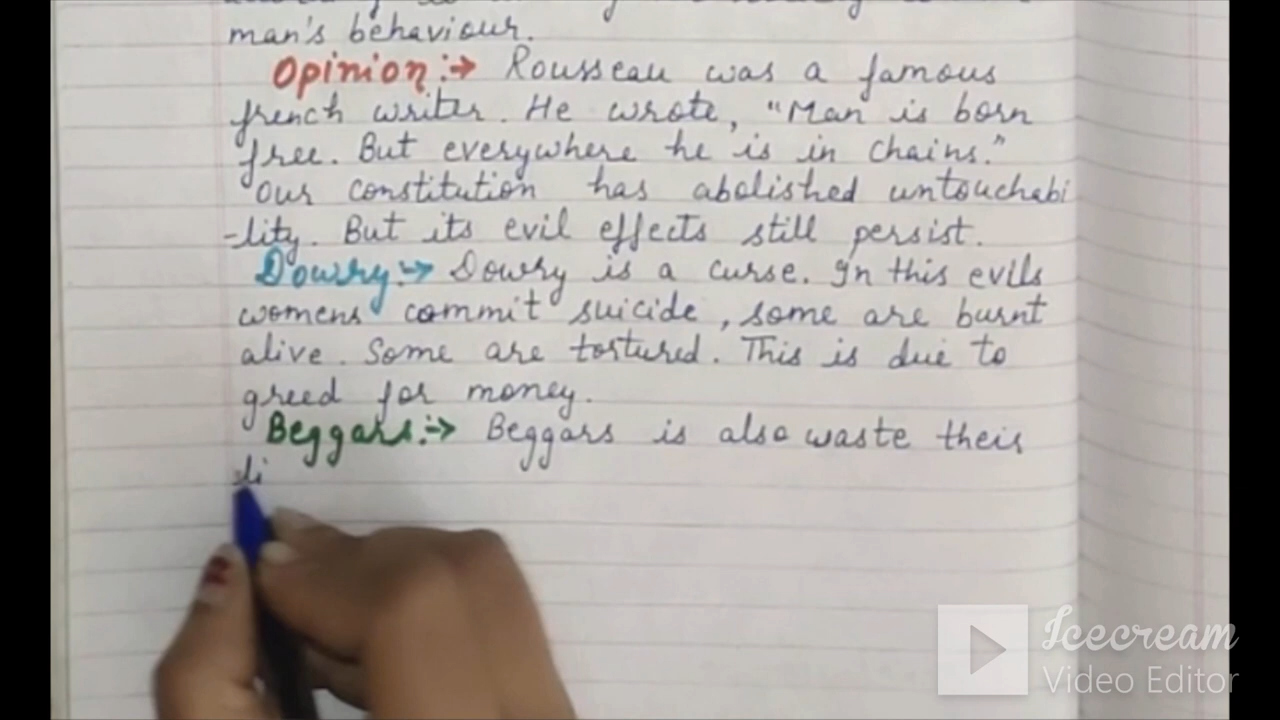 man's behaviour.
Opinion:→ Rousseau was a famous
french writer. He wrote, "Man is born
free. But everywhere he is in chains."
Our constitution has abolished untouchabi
-lity. But its evil effects still persist.
Dowry:→ Dowry is a curse. In this evils
womens commit suicide, some are burnt
alive. Some are tortured. This is due to
greed for money.
Beggars:→ Beggars is also waste their
li
Icecream
Video Editor